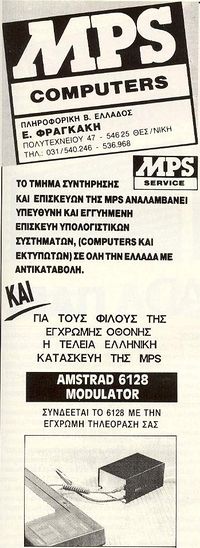 MPS
COMPUTERS
ΠΛΗΡΟΦΟΡΙΚΗ Β. ΕΛΛΑΔΟΣ
Ε. ΦΡΑΓΚΑΚΗ
ΠΟΛΥΤΕΧΝΕΙΟΥ 47 - 54625 ΘΕΣ/ΝΙΚΗ
ΤΗΛ.: 031/540.246 - 536.968
MPS
SERVICE
ΤΟ ΤΜΗΜΑ ΣΥΝΤΗΡΗΣΗΣ
ΚΑΙ ΕΠΙΣΚΕΥΩΝ ΤΗΣ MPS ΑΝΑΛΑΜΒΑΝΕΙ
ΥΠΕΥΘΥΝΗ ΚΑΙ ΕΓΓΥΗΜΕΝΗ
ΕΠΙΣΚΕΥΗ ΥΠΟΛΟΓΙΣΤΙΚΩΝ
ΣΥΣΤΗΜΑΤΩΝ, (COMPUTERS ΚΑΙ
ΕΚΤΥΠΩΤΩΝ) ΣΕ ΟΛΗ ΤΗΝ ΕΛΛΑΔΑ ΜΕ
ΑΝΤΙΚΑΤΑΒΟΛΗ.
ΚΑΙ
ΓΙΑ ΤΟΥΣ ΦΙΛΟΥΣ ΤΗΣ
ΕΓΧΡΩΜΗΣ ΟΘΟΝΗΣ
Η ΤΕΛΕΙΑ ΕΛΛΗΝΙΚΗ
ΚΑΤΑΣΚΕΥΗ ΤΗΣ MPS
AMSTRAD 6128
MODULATOR
ΣΥΝΔΕΕΤΑΙ ΤΟ 6128 ΜΕ ΤΗΝ
ΕΓΧΡΩΜΗ ΤΗΛΕΟΡΑΣΗ ΣΑΣ